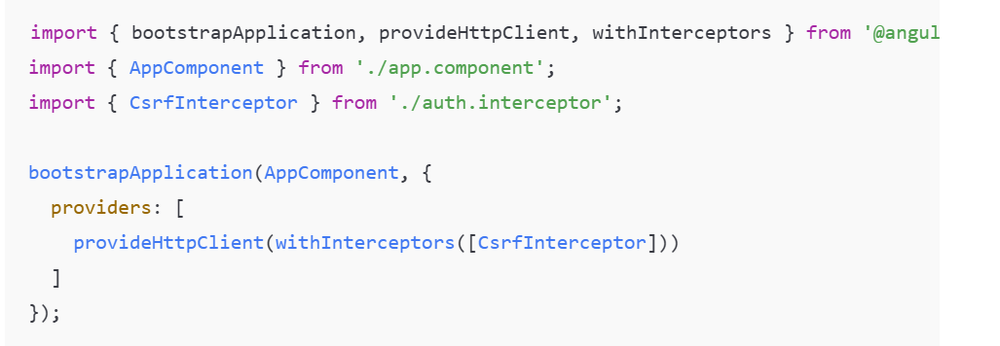 import { bootstrapApplication, provideHttpClient, withInterceptors } from '@angul
import { AppComponent } from './app.component';
import { CsrfInterceptor } from './auth.interceptor';
bootstrapApplication(AppComponent, {
  providers: [
    provideHttpClient(withInterceptors([CsrfInterceptor]))
  ]
});